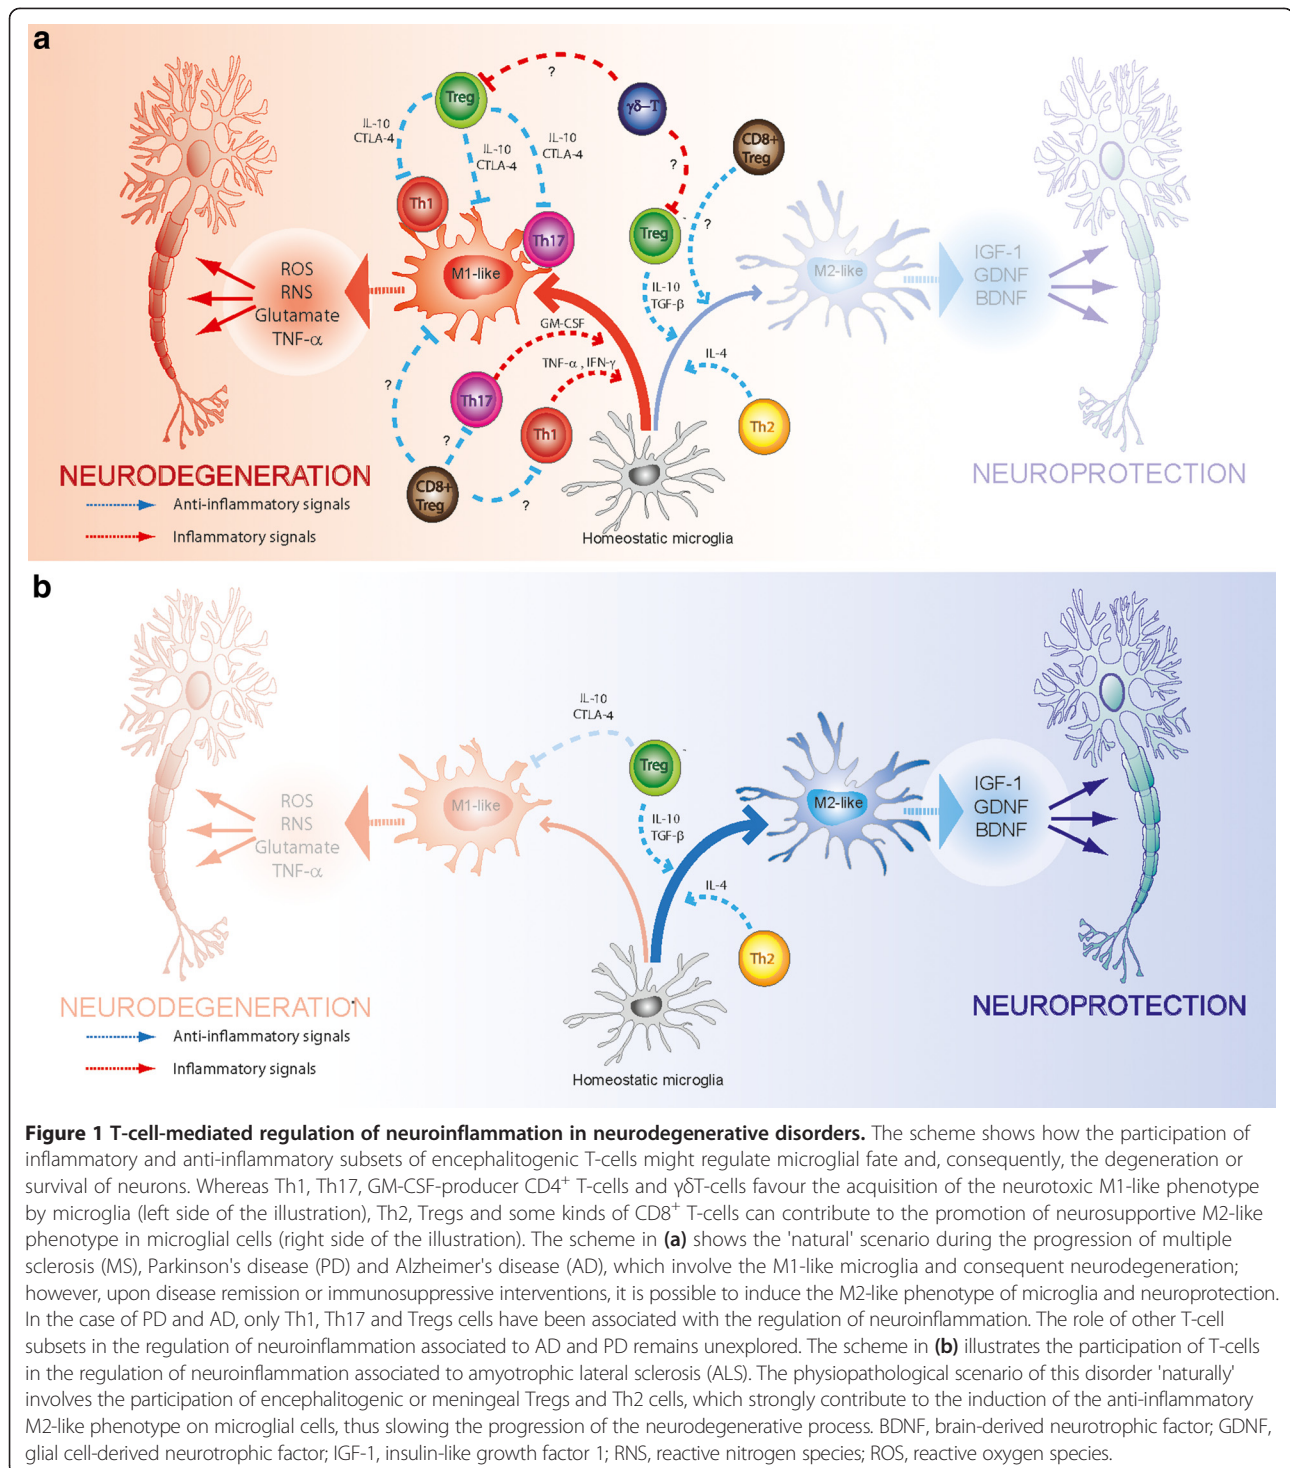 a
?
Treg
γδ–T
IL-10
CTLA-4
IL-10
CTLA-4
IL-10
CTLA-4
CD8+
Treg
?
?
Th1
Th17
Treg
M1-like
M2-like
ROS
RNS
Glutamate
TNF-α
IL-10
TGF-β
IGF-1
GDNF
BDNF
GM-CSF
TNF-α , IFN-γ
IL-4
?
Th17
Th1
Th2
?
CD8+
Treg
?
NEURODEGENERATION
NEUROPROTECTION
Anti-inflammatory signals
Inflammatory signals
Homeostatic microglia
b
IL-10
CTLA-4
Treg
M1-like
M2-like
ROS
RNS
Glutamate
TNF-α
IL-10
TGF-β
IGF-1
GDNF
BDNF
IL-4
Th2
NEURODEGENERATION
NEUROPROTECTION
Anti-inflammatory signals
Inflammatory signals
Homeostatic microglia
Figure 1 T-cell-mediated regulation of neuroinflammation in neurodegenerative disorders. The scheme shows how the participation of
inflammatory and anti-inflammatory subsets of encephalitogenic T-cells might regulate microglial fate and, consequently, the degeneration or
survival of neurons. Whereas Th1, Th17, GM-CSF-producer CD4⁺ T-cells and γδT-cells favour the acquisition of the neurotoxic M1-like phenotype
by microglia (left side of the illustration), Th2, Tregs and some kinds of CD8⁺ T-cells can contribute to the promotion of neurosupportive M2-like
phenotype in microglial cells (right side of the illustration). The scheme in (a) shows the 'natural' scenario during the progression of multiple
sclerosis (MS), Parkinson's disease (PD) and Alzheimer's disease (AD), which involve the M1-like microglia and consequent neurodegeneration;
however, upon disease remission or immunosuppressive interventions, it is possible to induce the M2-like phenotype of microglia and neuroprotection.
In the case of PD and AD, only Th1, Th17 and Tregs cells have been associated with the regulation of neuroinflammation. The role of other T-cell
subsets in the regulation of neuroinflammation associated to AD and PD remains unexplored. The scheme in (b) illustrates the participation of T-cells
in the regulation of neuroinflammation associated to amyotrophic lateral sclerosis (ALS). The physiopathological scenario of this disorder 'naturally'
involves the participation of encephalitogenic or meningeal Tregs and Th2 cells, which strongly contribute to the induction of the anti-inflammatory
M2-like phenotype on microglial cells, thus slowing the progression of the neurodegenerative process. BDNF, brain-derived neurotrophic factor; GDNF,
glial cell-derived neurotrophic factor; IGF-1, insulin-like growth factor 1; RNS, reactive nitrogen species; ROS, reactive oxygen species.